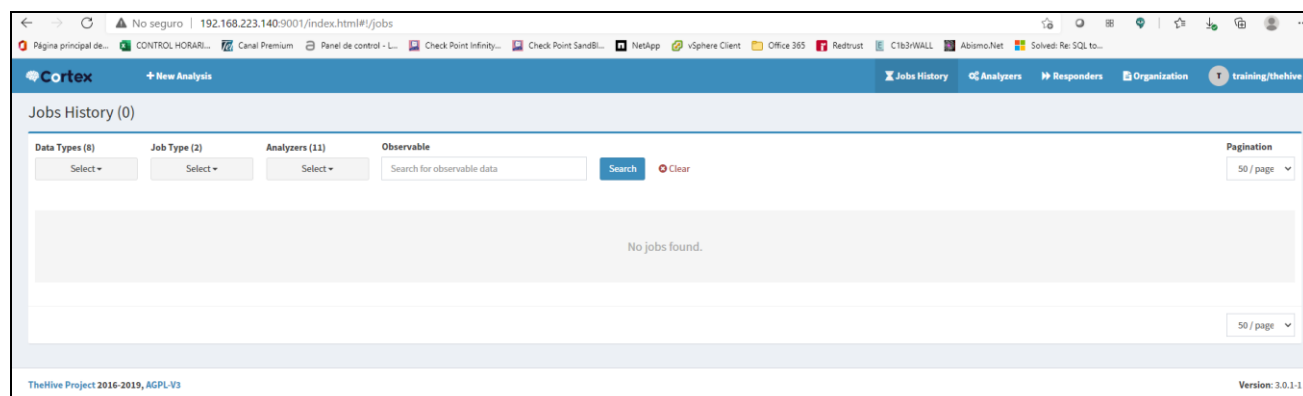 No seguro | 192.168.223.140:9001/index.html#!/jobs
Página principal de... CONTROL HORARI... Canal Premium Panel de control - L... Check Point Infinity... Check Point SandBl... NetApp vSphere Client Office 365 Redtrust C1b3rWALL Abismo.Net Solved: Re: SQL to...
Cortex + New Analysis Jobs History Analyzers Responders Organization T training/thehive
Jobs History (0)
Data Types (8) Job Type (2) Analyzers (11) Observable Pagination
Select Select Select Search for observable data Search Clear 50 / page
No jobs found.
50 / page
TheHive Project 2016-2019, AGPL-V3 Version: 3.0.1-1